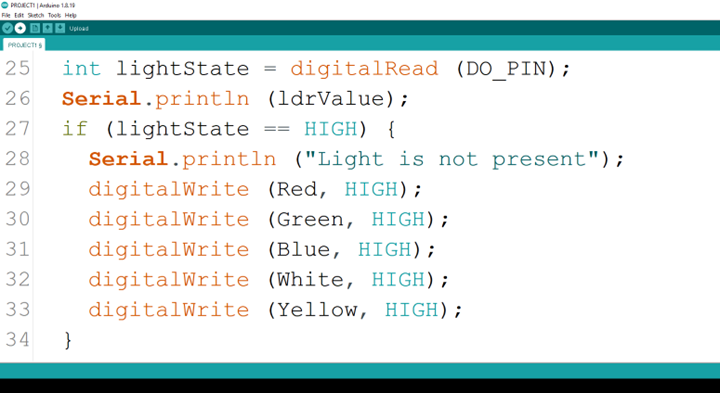 PROJECT1 | Arduino 1.8.19
File Edit Sketch Tools Help
Upload
PROJECT1 §
25 int lightState = digitalRead (DO_PIN);
26 Serial.println (ldrValue);
27 if (lightState == HIGH) {
28 Serial.println ("Light is not present");
29 digitalWrite (Red, HIGH);
30 digitalWrite (Green, HIGH);
31 digitalWrite (Blue, HIGH);
32 digitalWrite (White, HIGH);
33 digitalWrite (Yellow, HIGH);
34 }